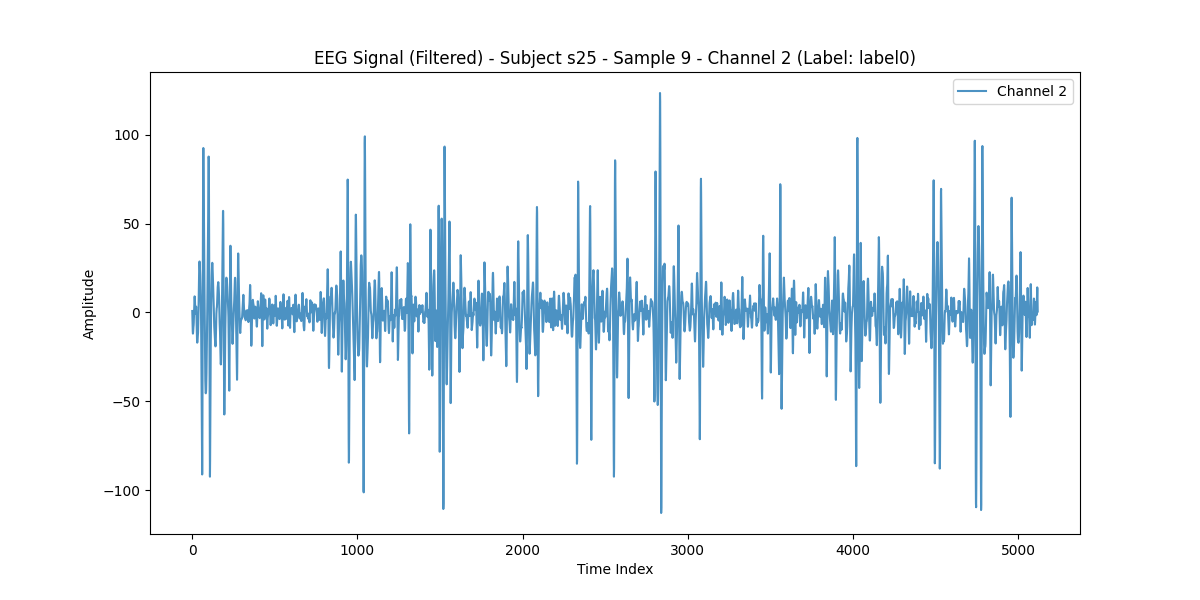 EEG Signal (Filtered) - Subject s25 - Sample 9 - Channel 2 (Label: label0)
Channel 2
100
50
0
−50
−100
Amplitude
0 1000 2000 3000 4000 5000
Time Index